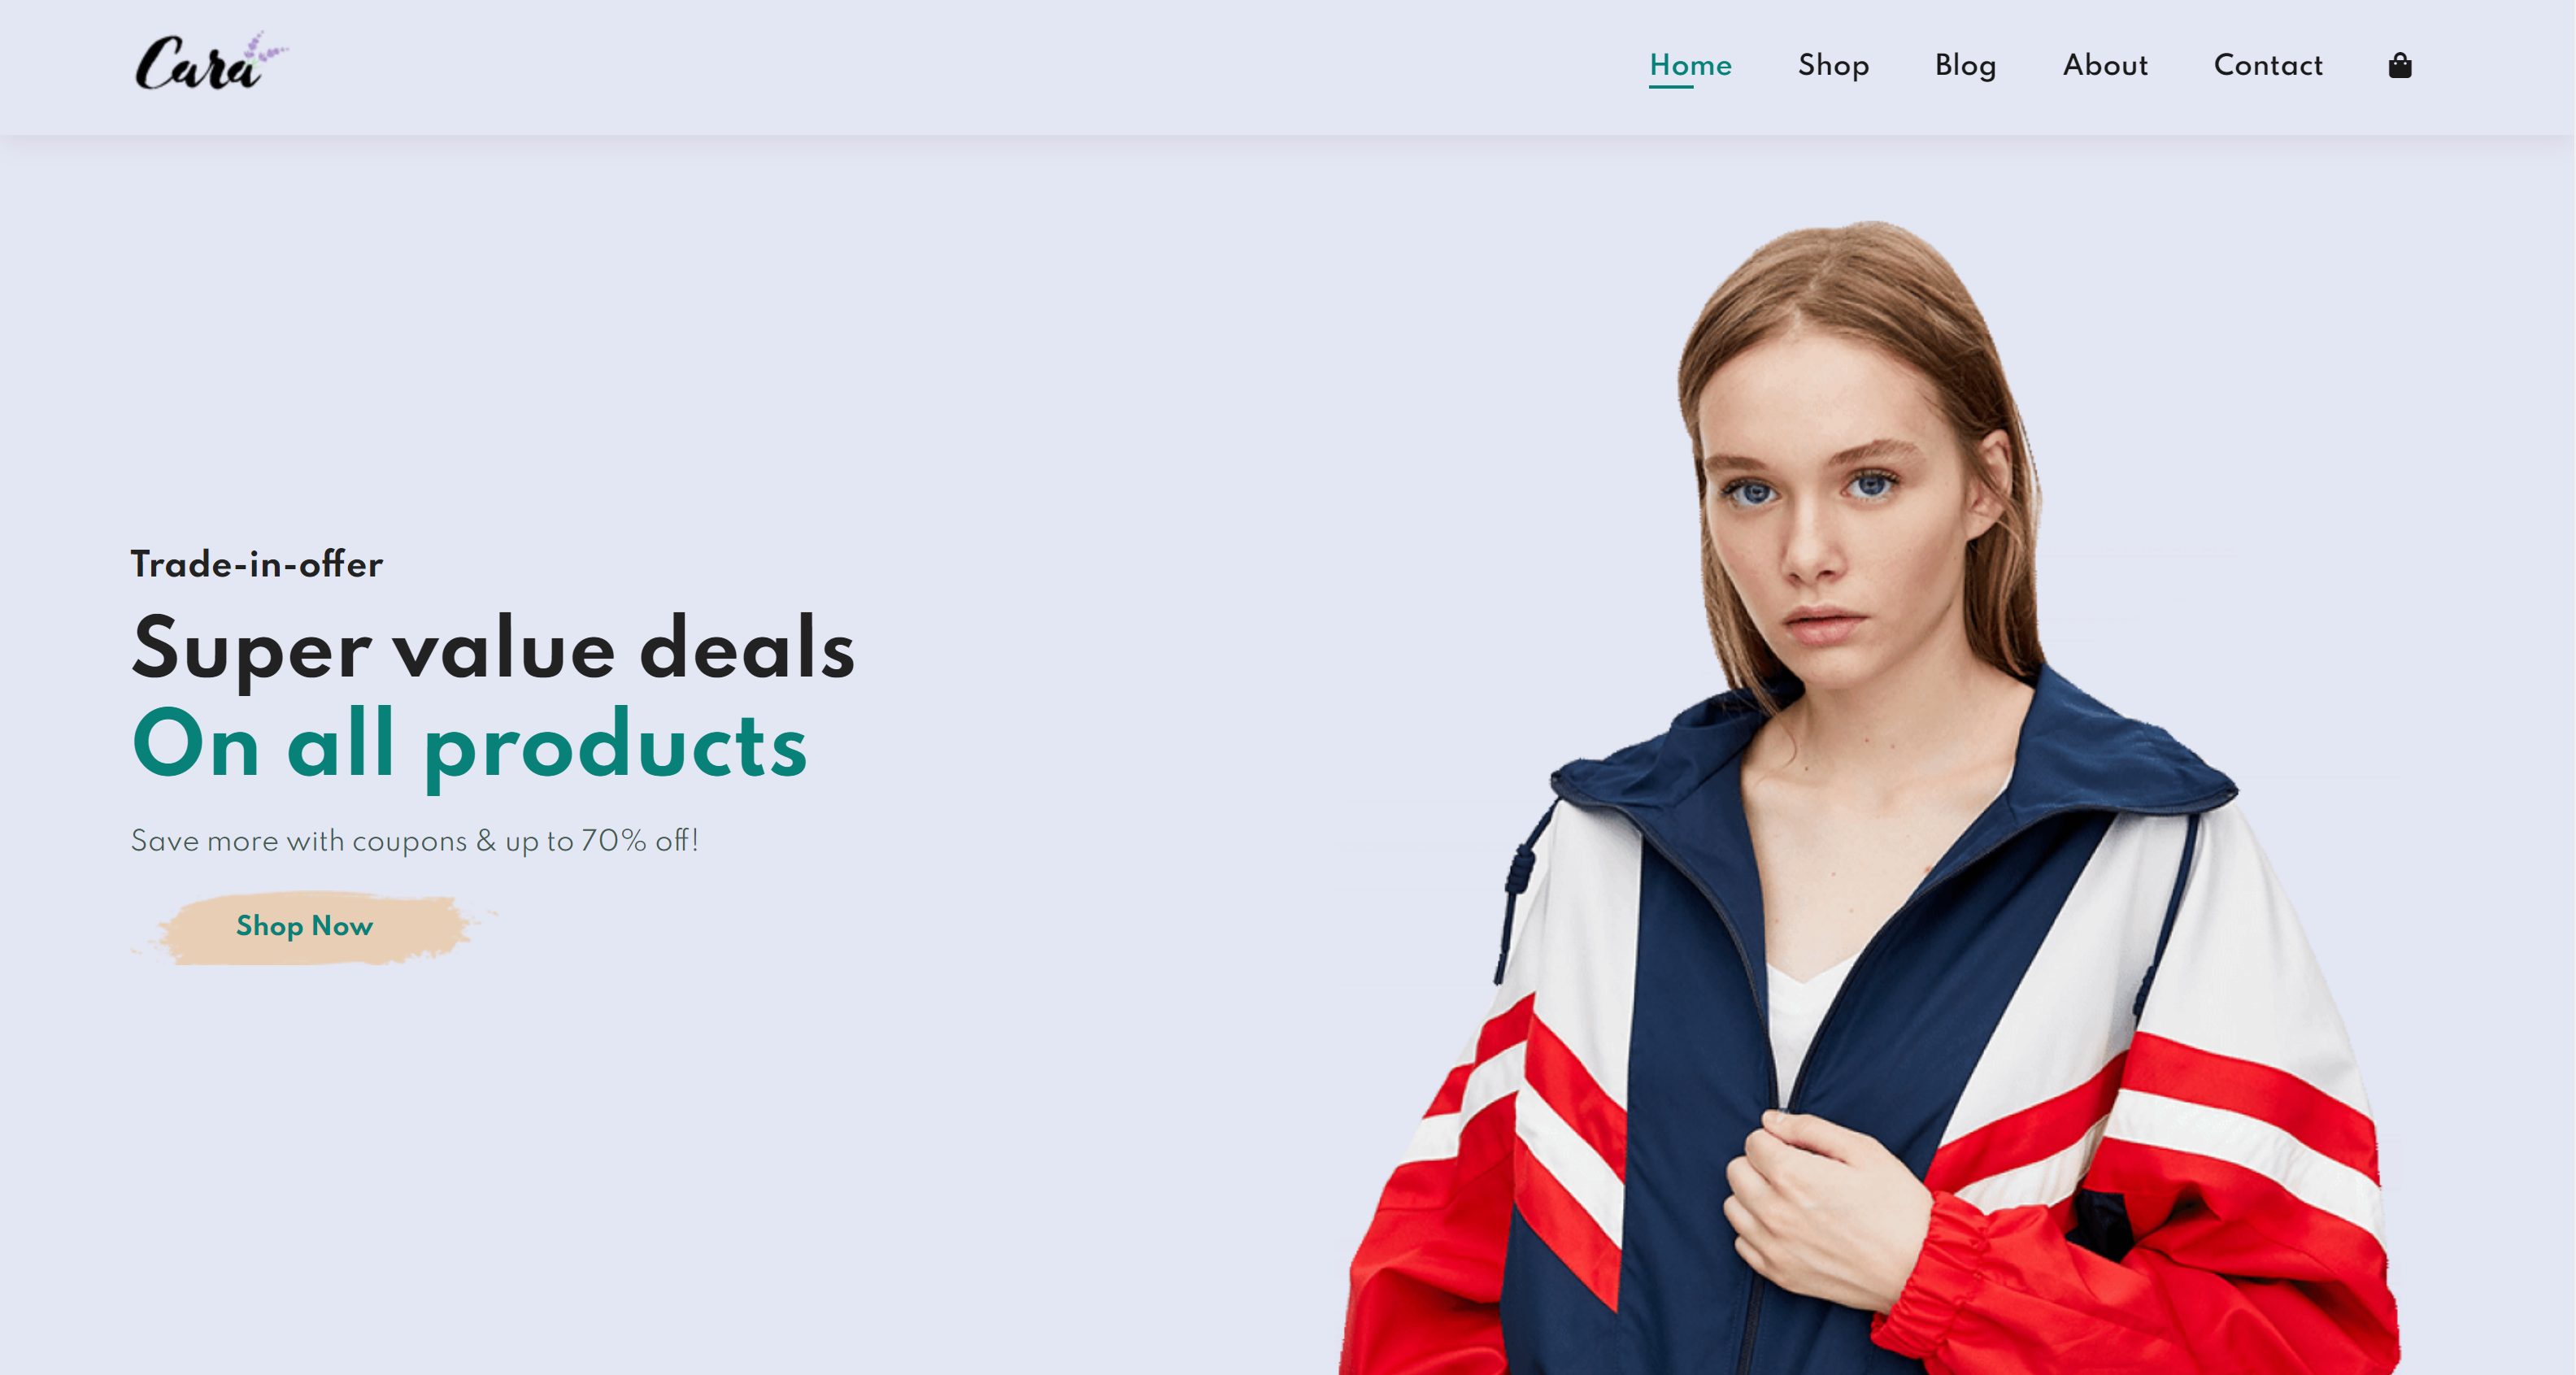 Cara
Home Shop Blog About Contact
Trade-in-offer
Super value deals
On all products
Save more with coupons & up to 70% off!
Shop Now